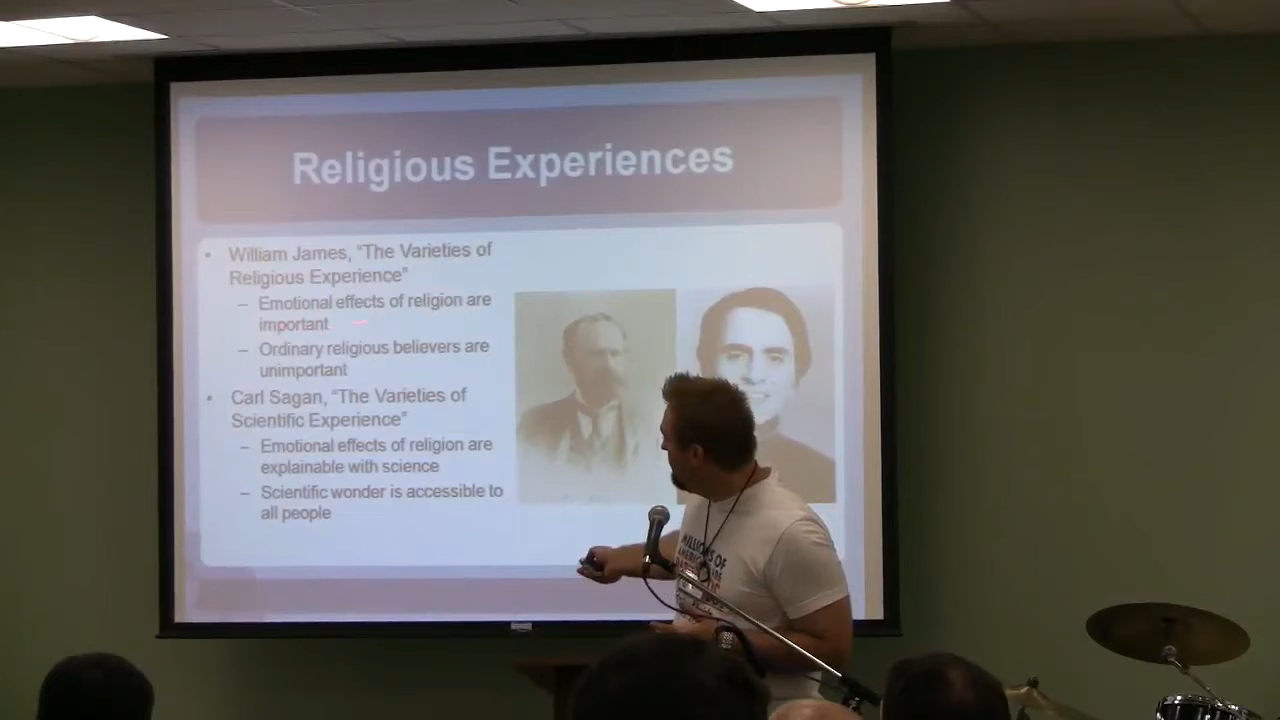 Religious Experiences
• William James, “The Varieties of
Religious Experience”
– Emotional effects of religion are
important
– Ordinary religious believers are
unimportant
• Carl Sagan, “The Varieties of
Scientific Experience”
– Emotional effects of religion are
explainable with science
– Scientific wonder is accessible to
all people
MILLIONS OF